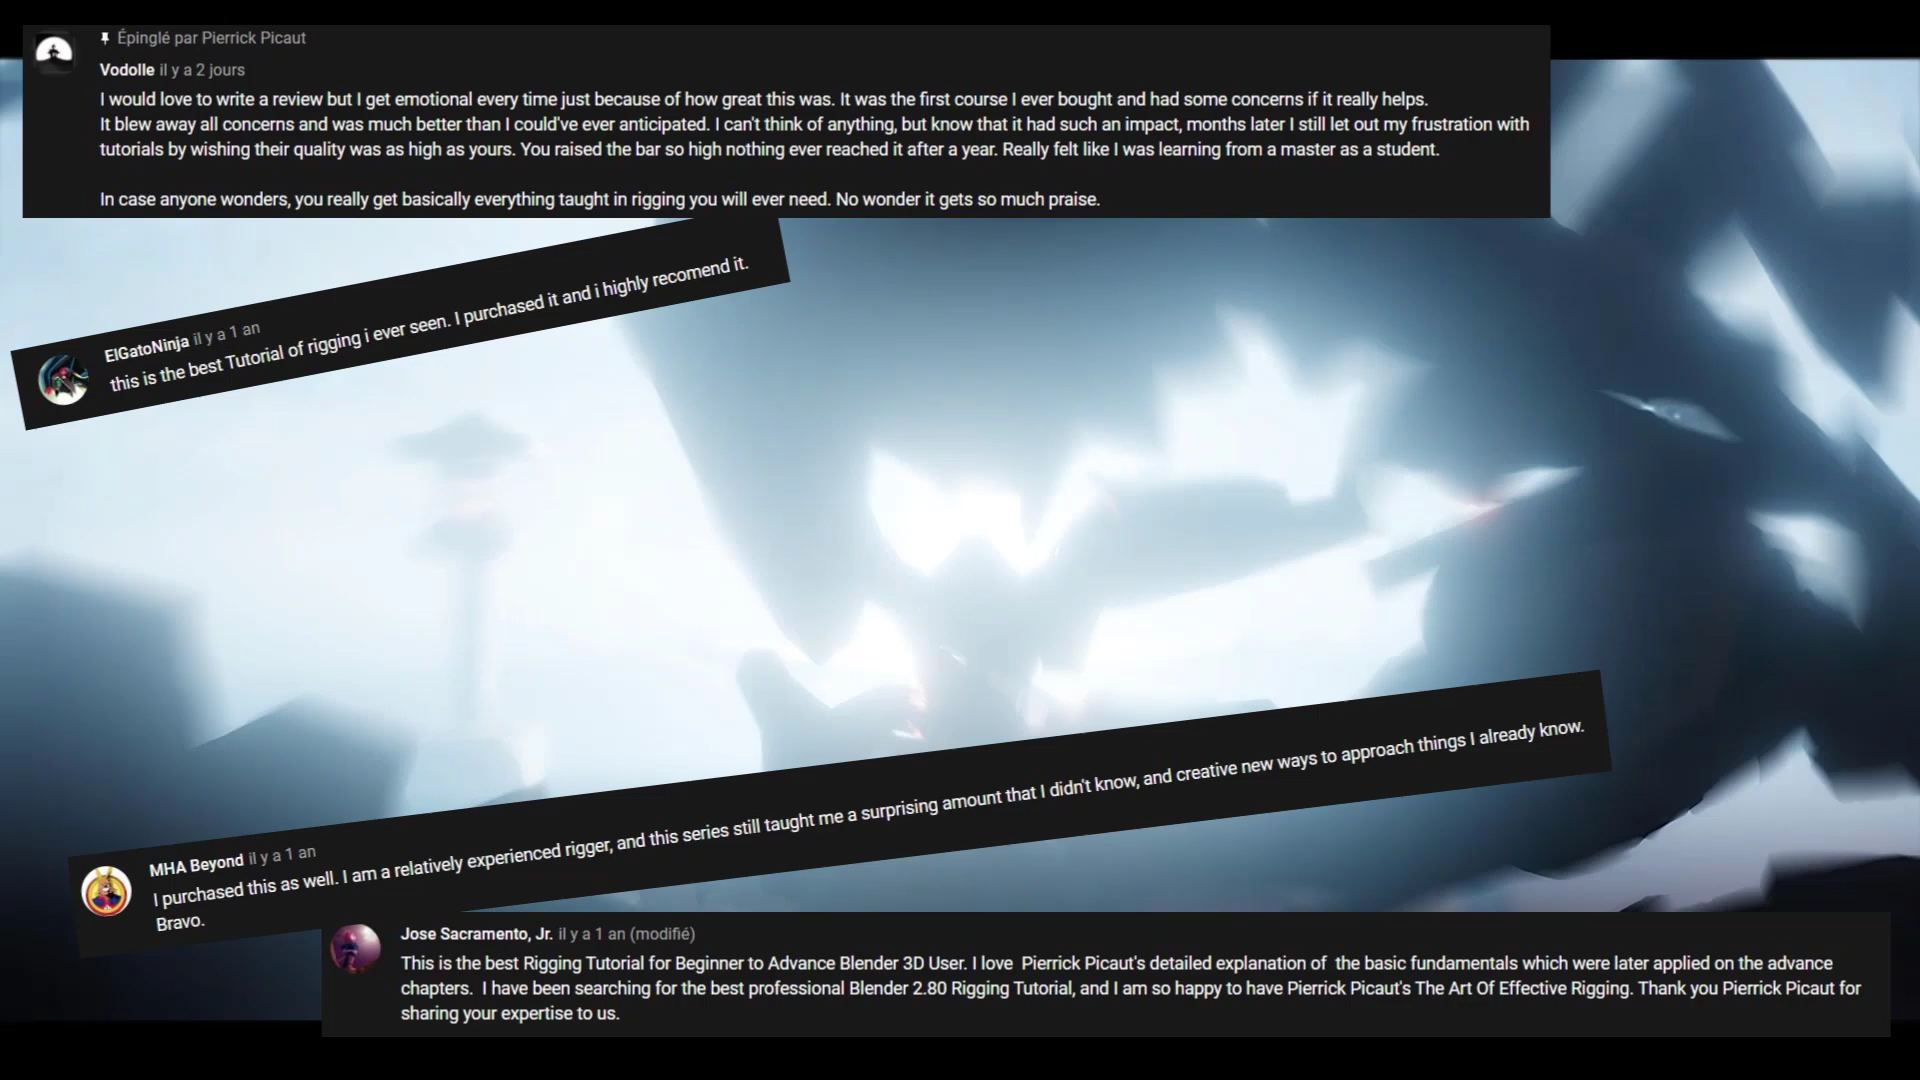 Épinglé par Pierrick Picaut
Vodolle il y a 2 jours
I would love to write a review but I get emotional every time just because of how great this was. It was the first course I ever bought and had some concerns if it really helps.
It blew away all concerns and was much better than I could've ever anticipated. I can't think of anything, but know that it had such an impact, months later I still let out my frustration with
tutorials by wishing their quality was as high as yours. You raised the bar so high nothing ever reached it after a year. Really felt like I was learning from a master as a student.
In case anyone wonders, you really get basically everything taught in rigging you will ever need. No wonder it gets so much praise.
ElGatoNinja il y a 1 an
this is the best Tutorial of rigging i ever seen. I purchased it and i highly recomend it.
MHA Beyond il y a 1 an
I purchased this as well. I am a relatively experienced rigger, and this series still taught me a surprising amount that I didn't know, and creative new ways to approach things I already know.
Bravo.
Jose Sacramento, Jr. il y a 1 an (modifié)
This is the best Rigging Tutorial for Beginner to Advance Blender 3D User. I love Pierrick Picaut's detailed explanation of the basic fundamentals which were later applied on the advance
chapters. I have been searching for the best professional Blender 2.80 Rigging Tutorial, and I am so happy to have Pierrick Picaut's The Art Of Effective Rigging. Thank you Pierrick Picaut for
sharing your expertise to us.